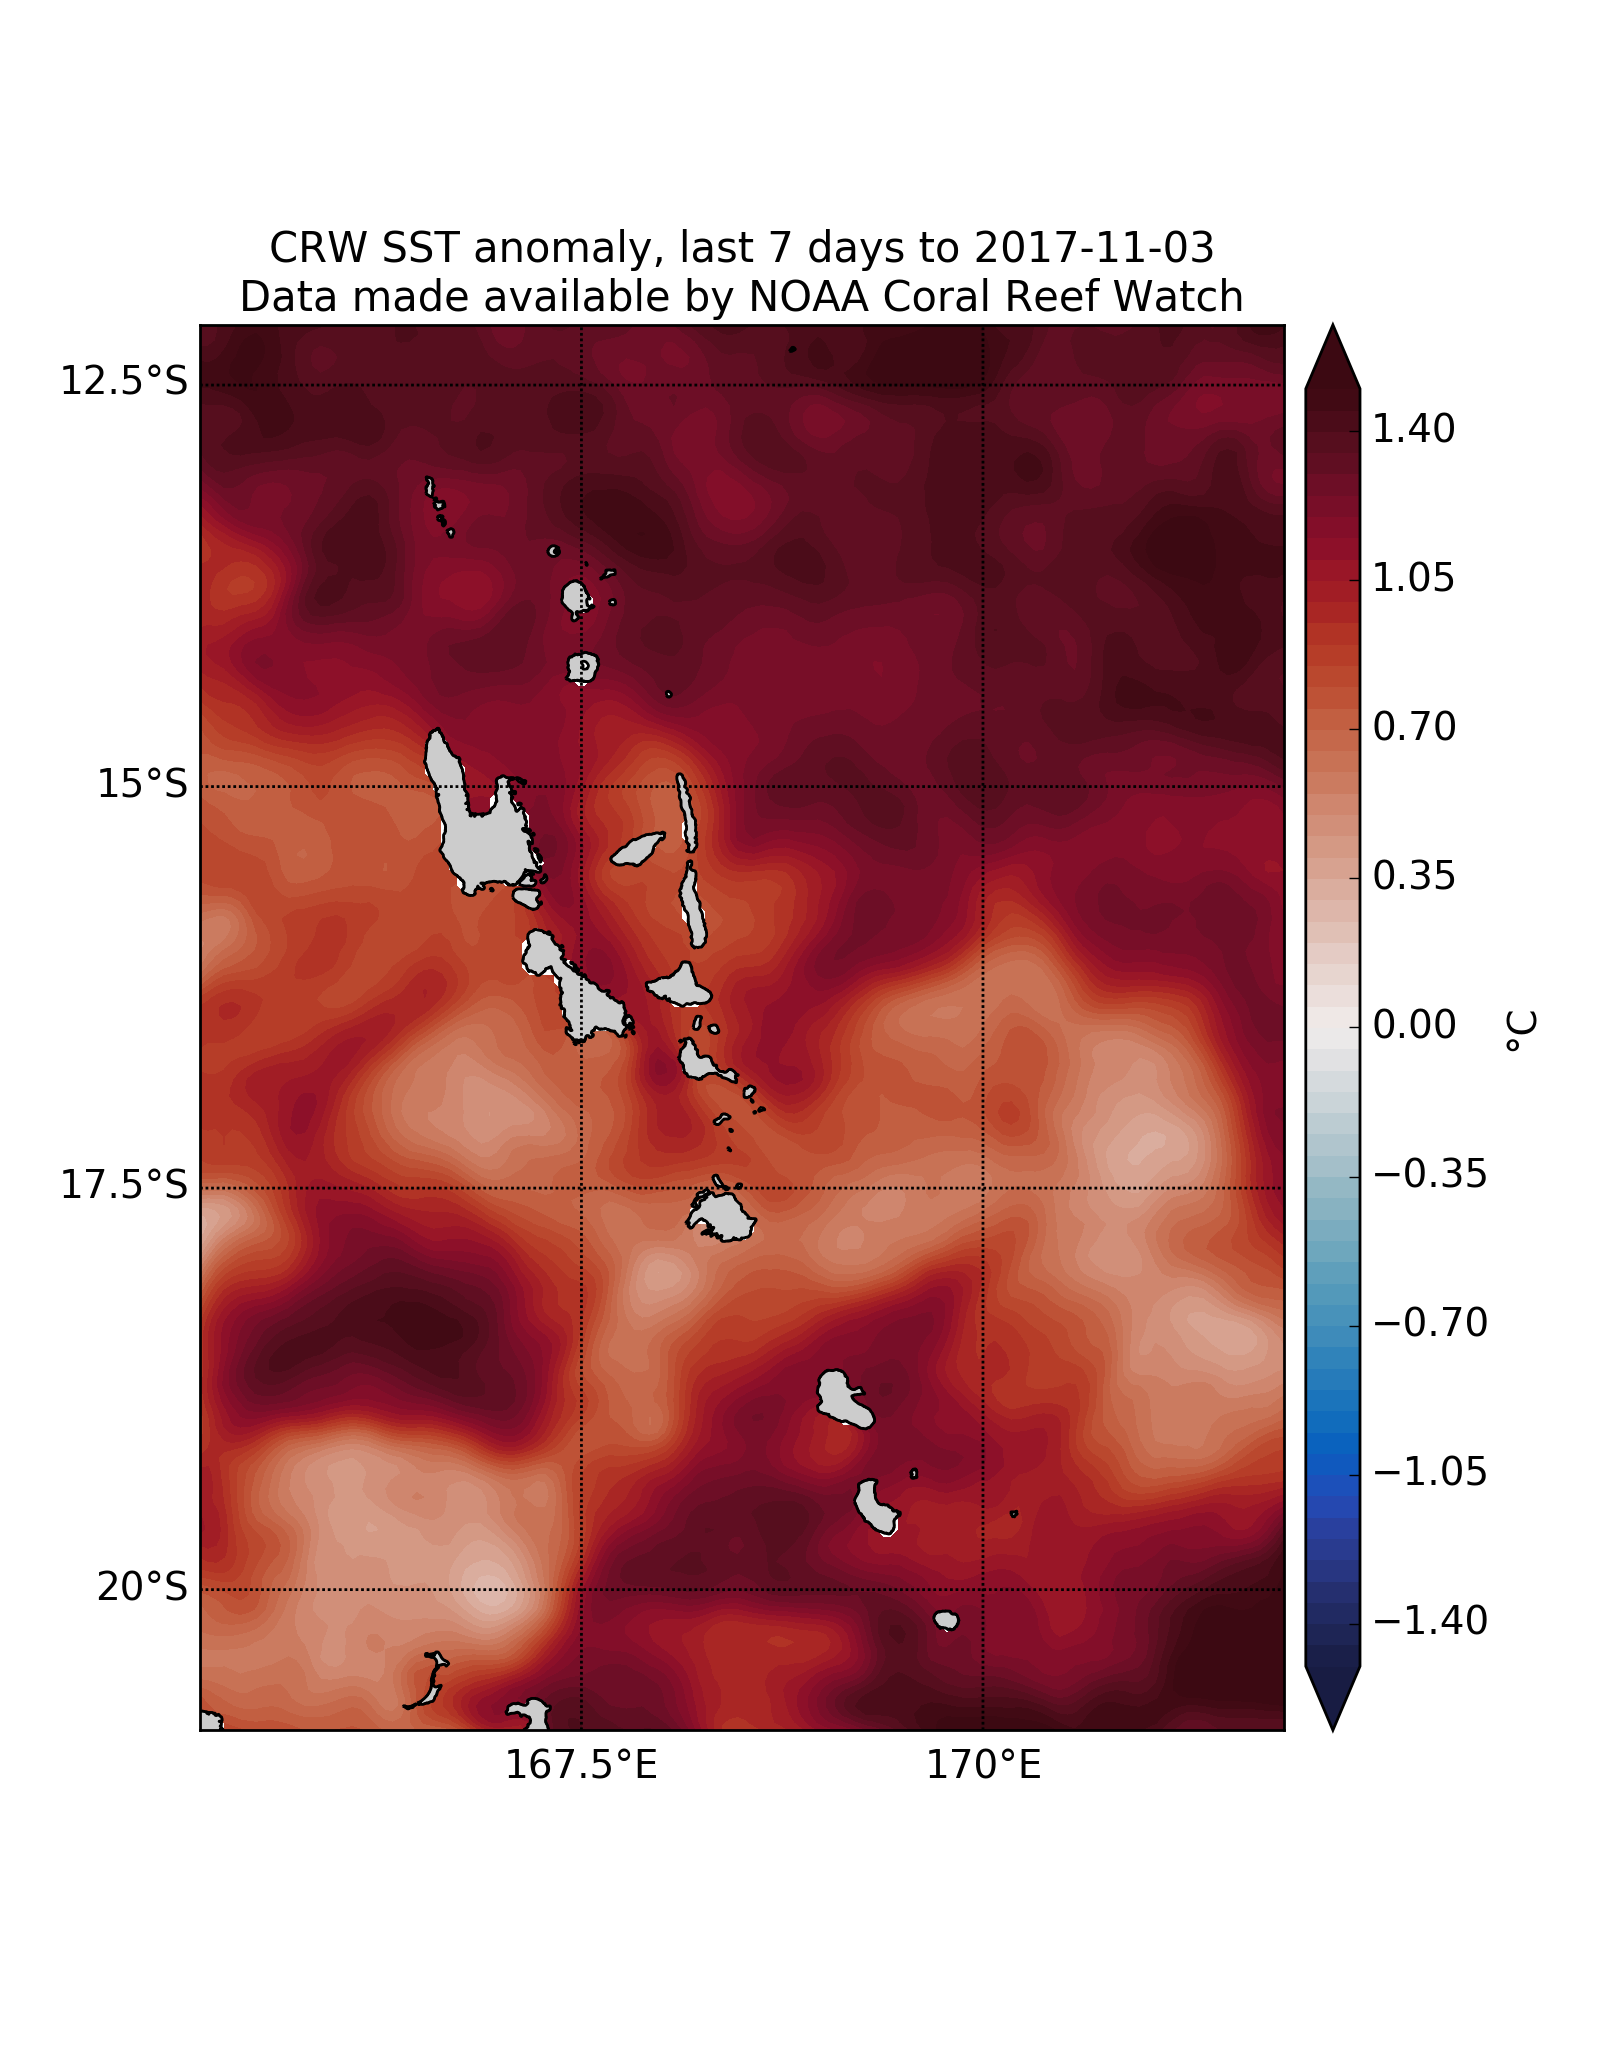 CRW SST anomaly, last 7 days to 2017-11-03
Data made available by NOAA Coral Reef Watch
12.5°S
15°S
17.5°S
20°S
167.5°E
170°E
1.40
1.05
0.70
0.35
0.00
−0.35
−0.70
−1.05
−1.40
°C